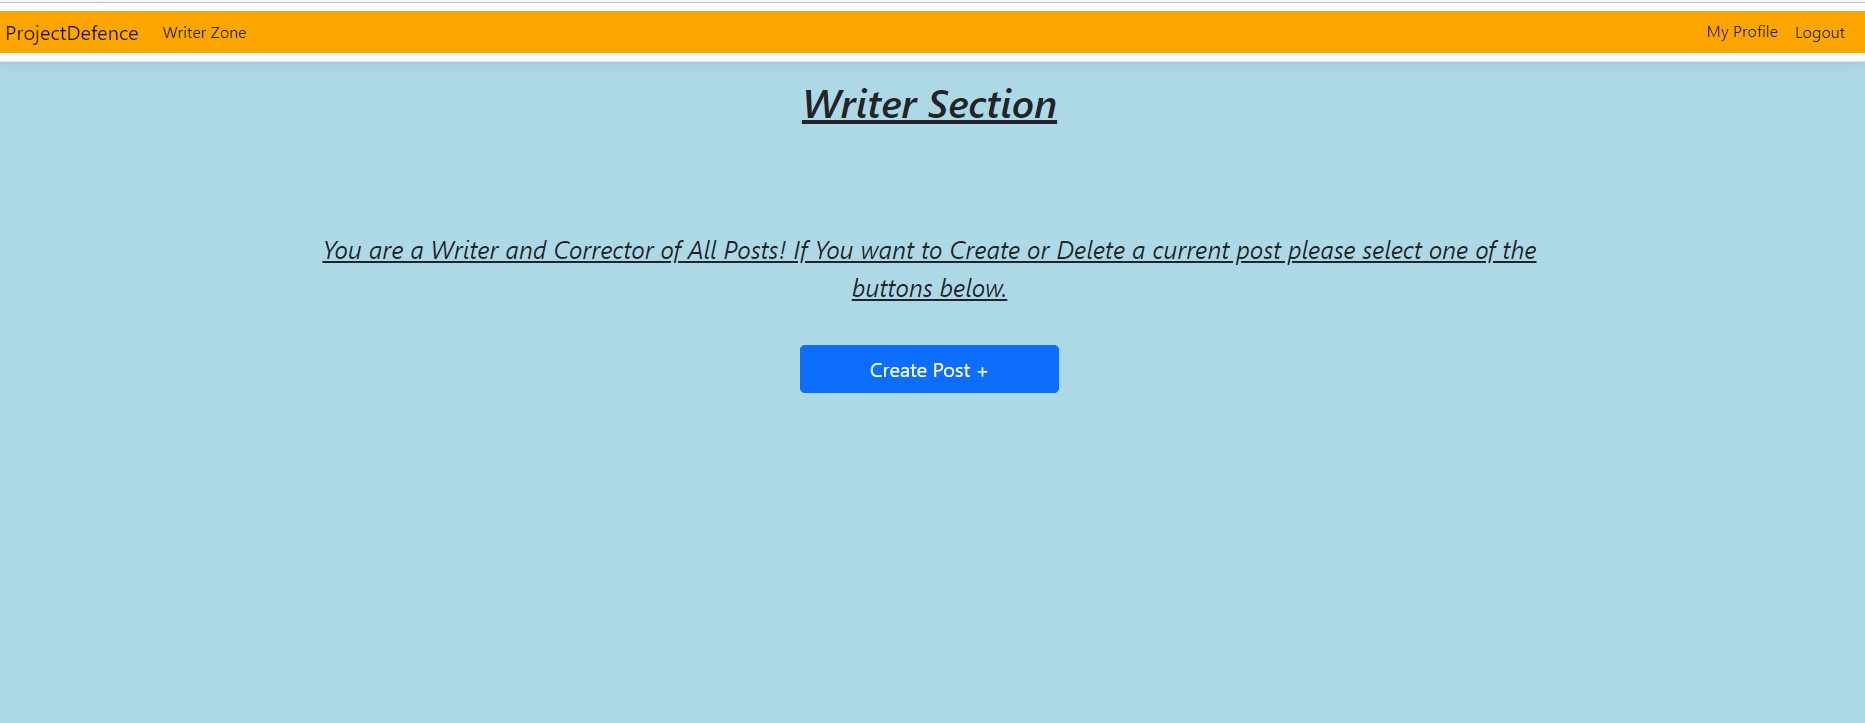 ProjectDefence Writer Zone My Profile Logout
Writer Section
You are a Writer and Corrector of All Posts! If You want to Create or Delete a current post please select one of the
buttons below.
Create Post +